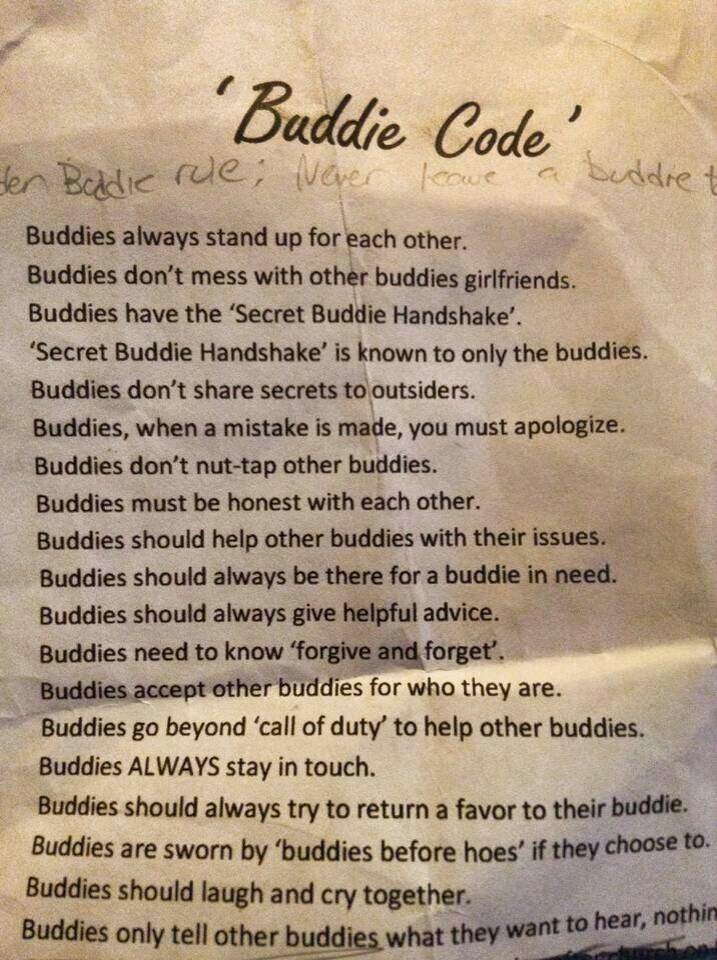 'Buddie Code'
den Buddie rule; Never leave a buddie
Buddies always stand up for each other.
Buddies don't mess with other buddies girlfriends.
Buddies have the 'Secret Buddie Handshake'.
'Secret Buddie Handshake' is known to only the buddies.
Buddies don't share secrets to outsiders.
Buddies, when a mistake is made, you must apologize.
Buddies don't nut-tap other buddies.
Buddies must be honest with each other.
Buddies should help other buddies with their issues.
Buddies should always be there for a buddie in need.
Buddies should always give helpful advice.
Buddies need to know 'forgive and forget'.
Buddies accept other buddies for who they are.
Buddies go beyond 'call of duty' to help other buddies.
Buddies ALWAYS stay in touch.
Buddies should always try to return a favor to their buddie.
Buddies are sworn by 'buddies before hoes' if they choose to.
Buddies should laugh and cry together.
Buddies only tell other buddies what they want to hear, nothin